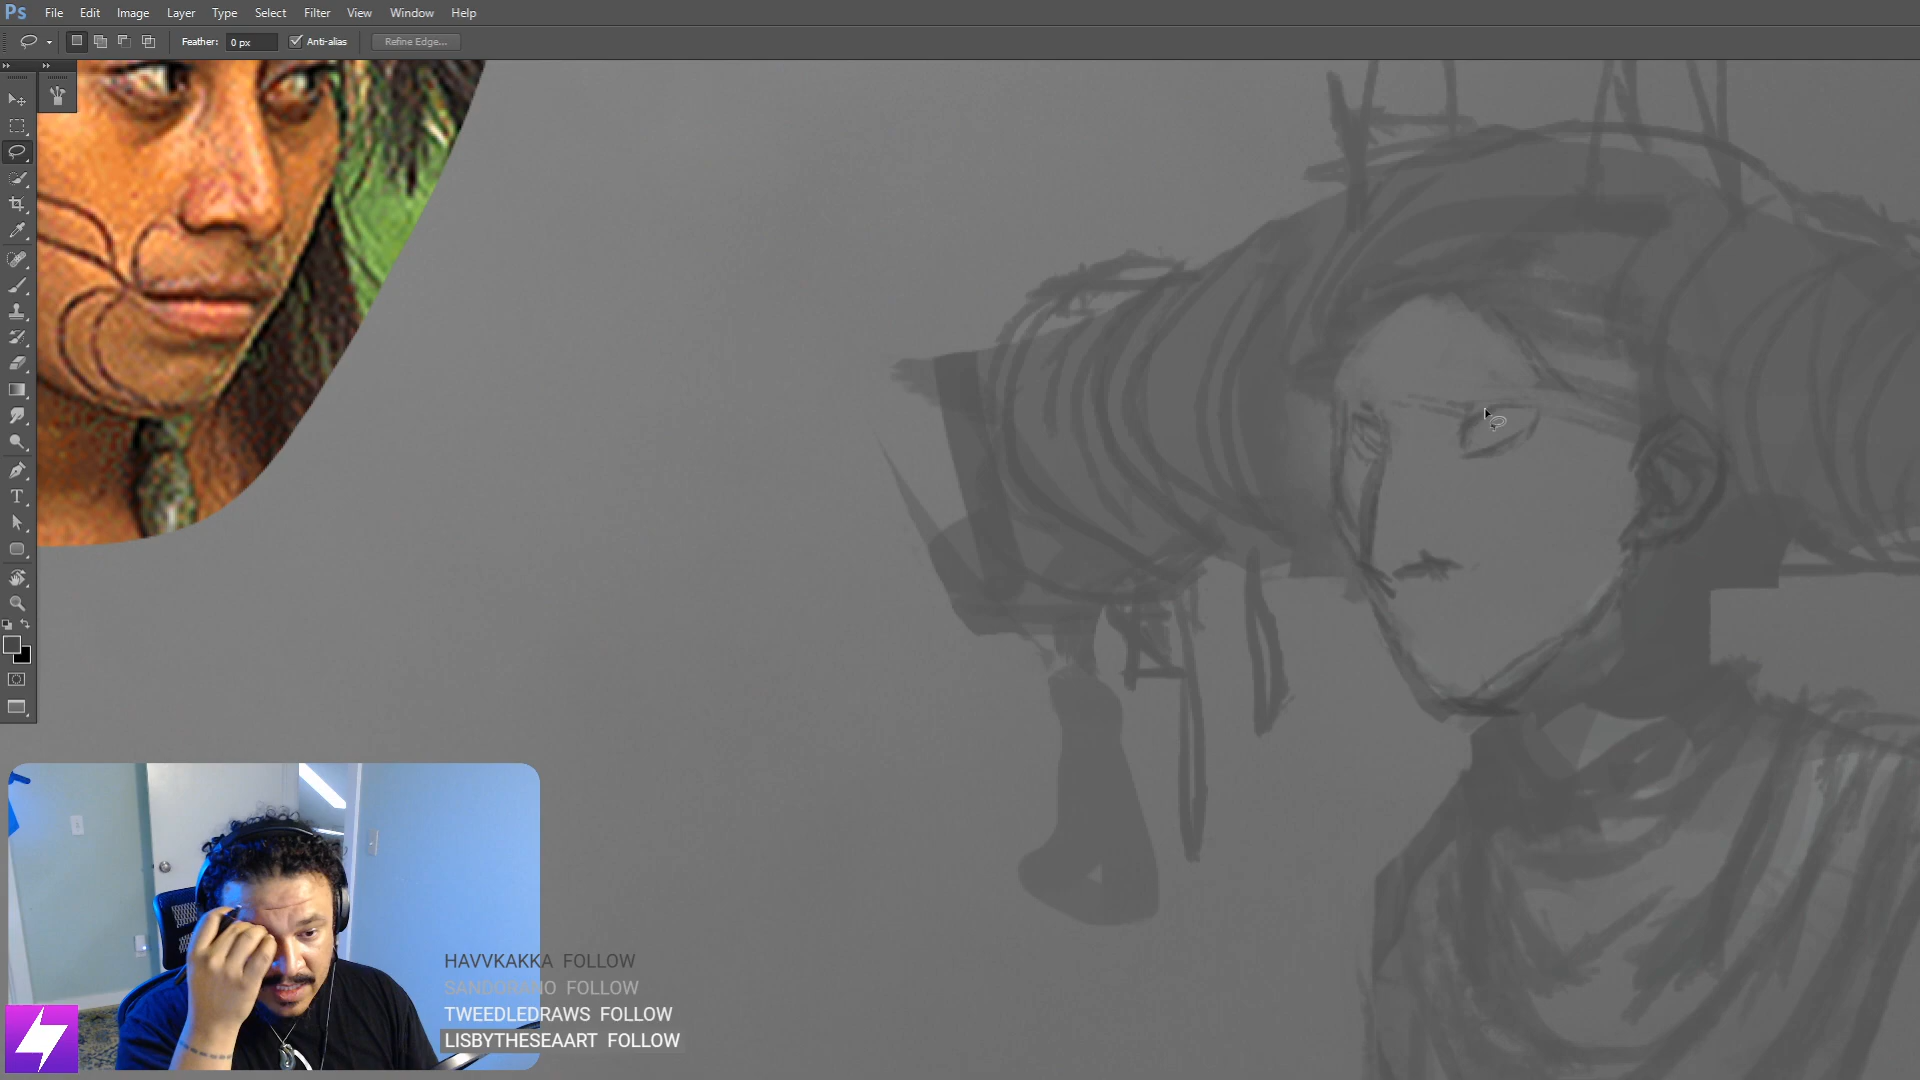 Ps File Edit Image Layer Type Select Filter View Window Help
Feather: 0 px Anti-alias Refine Edge...
T
HAVVKAKKA FOLLOW
SANDORANO FOLLOW
TWEEDLEDRAWS FOLLOW
LISBYTHESEAART FOLLOW